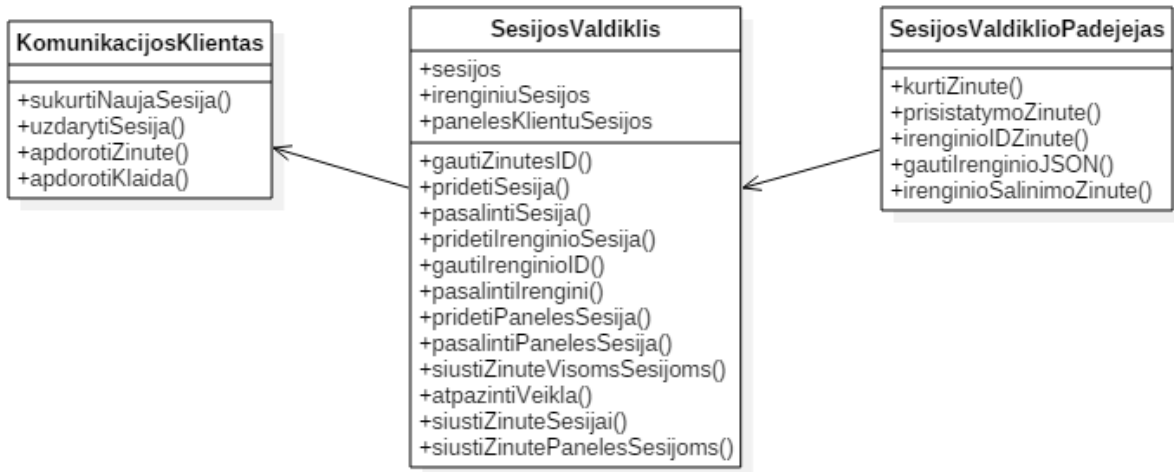 KomunikacijosKlientas
+sukurtiNaujaSesija()
+uzdarytiSesija()
+apdorotiZinute()
+apdorotiKlaida()
SesijosValdiklis
+sesijos
+irenginiuSesijos
+panelesKlientuSesijos
+gautiZinutesID()
+pridetiSesija()
+pasalintiSesija()
+pridetiIrenginioSesija()
+gautiIrenginioID()
+pasalintiIrengini()
+pridetiPanelesSesija()
+pasalintiPanelesSesija()
+siustiZinuteVisomsSesijoms()
+atpazintiVeikla()
+siustiZinuteSesijai()
+siustiZinutePanelesSesijoms()
SesijosValdiklioPadejejas
+kurtiZinute()
+prisistatymoZinute()
+irenginioIDZinute()
+gautiIrenginioJSON()
+irenginioSalinimoZinute()